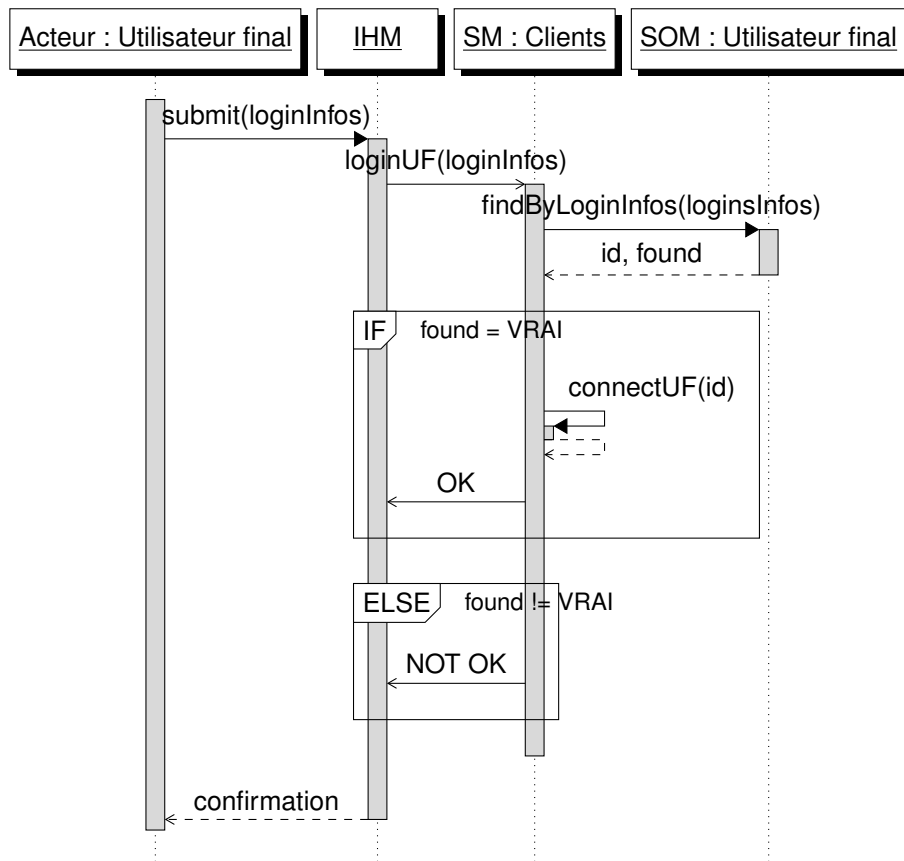 Acteur : Utilisateur final
IHM
SM : Clients
SOM : Utilisateur final
submit(loginInfos)
loginUF(loginInfos)
findByLoginInfos(loginsInfos)
id, found
IF
found = VRAI
connectUF(id)
OK
ELSE
found != VRAI
NOT OK
confirmation